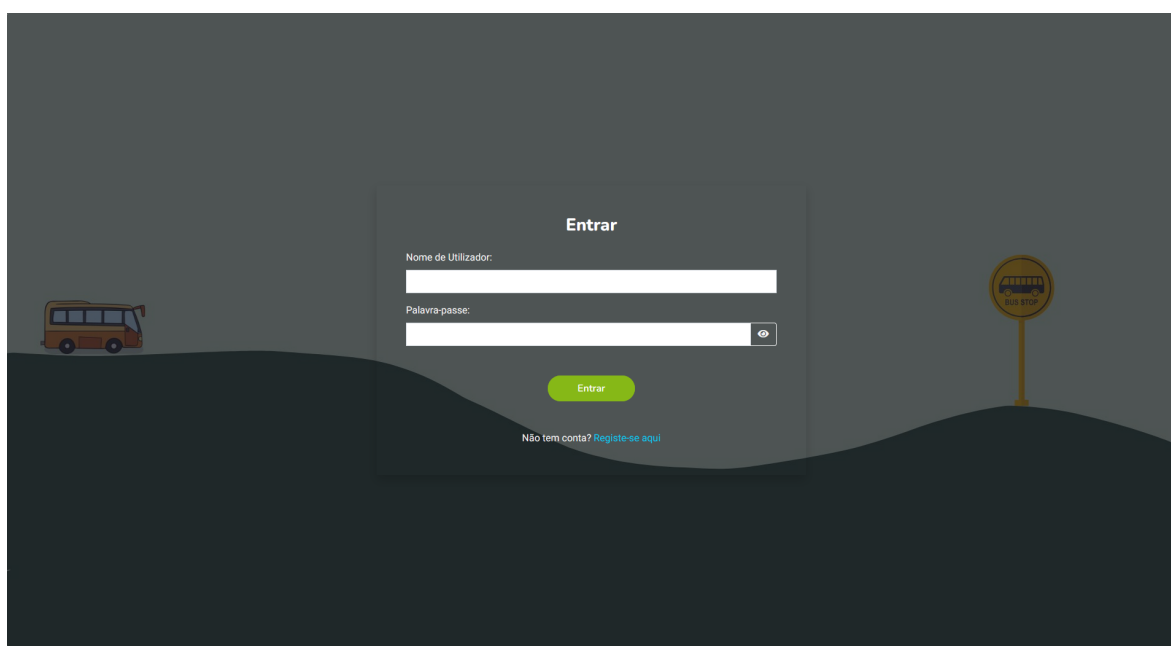 Entrar
Nome de Utilizador:
BUS STOP
Palavra-passe:
Entrar
Não tem conta? Registe-se aqui